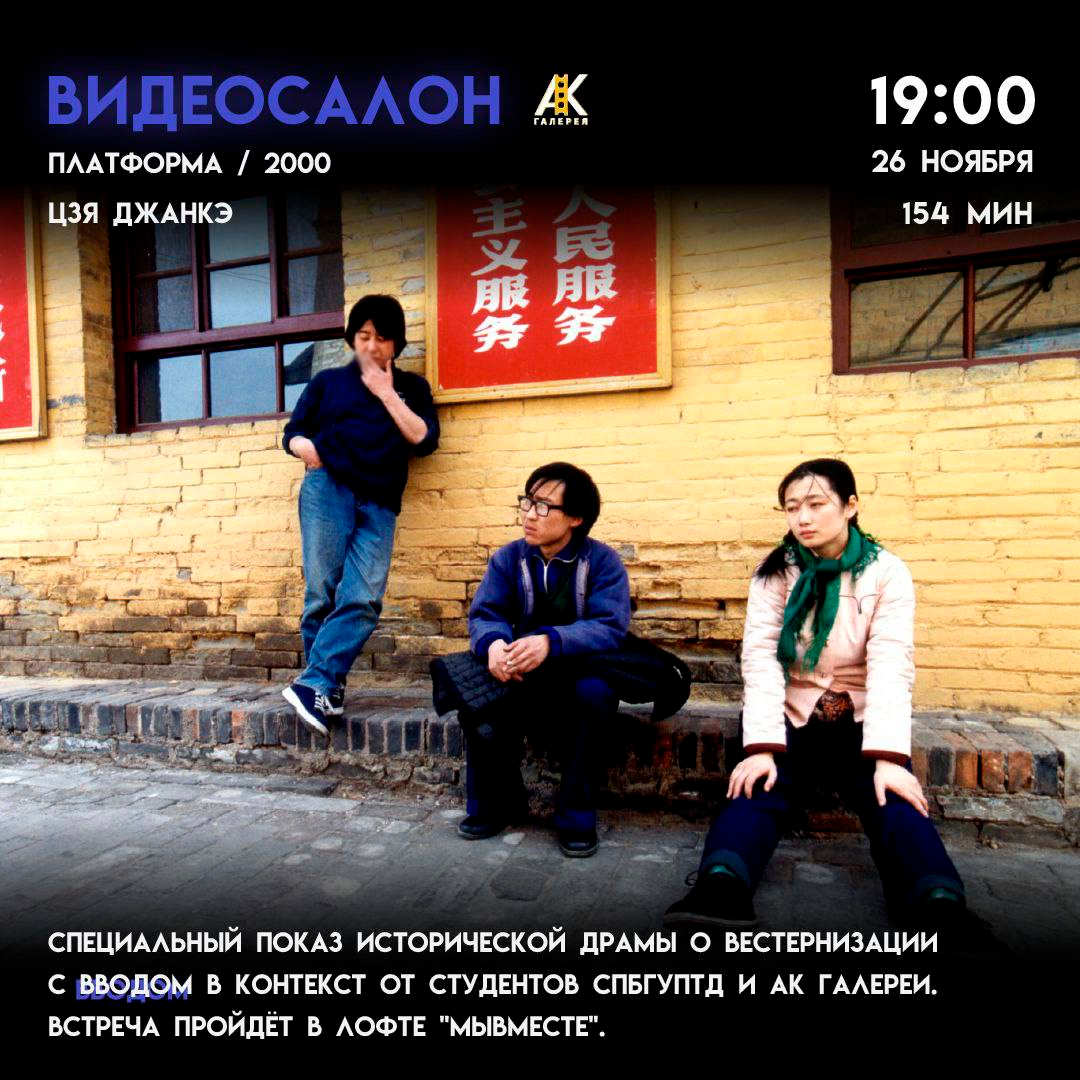 ВИДЕОСАЛОН
АК
ГАЛЕРЕЯ
19:00
ПЛАТФОРМА / 2000
26 НОЯБРЯ
ЦЗЯ ДЖАНКЭ
154 МИН
人民服务
主义服务
СПЕЦИАЛЬНЫЙ ПОКАЗ ИСТОРИЧЕСКОЙ ДРАМЫ О ВЕСТЕРНИЗАЦИИ
С ВВОДОМ В КОНТЕКСТ ОТ СТУДЕНТОВ СПБГУПТД И АК ГАЛЕРЕИ.
ВСТРЕЧА ПРОЙДЁТ В ЛОФТЕ "МЫВМЕСТЕ".